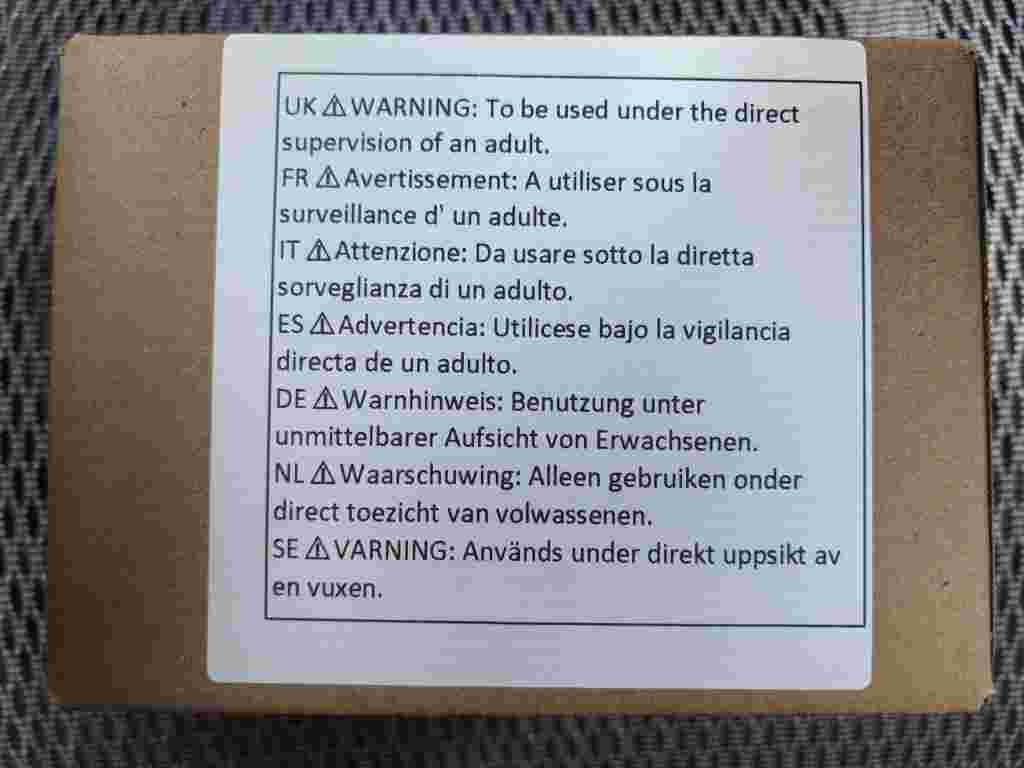 UK ⚠WARNING: To be used under the direct
supervision of an adult.
FR ⚠Avertissement: A utiliser sous la
surveillance d' un adulte.
IT ⚠Attenzione: Da usare sotto la diretta
sorveglianza di un adulto.
ES ⚠Advertencia: Utilicese bajo la vigilancia
directa de un adulto.
DE ⚠Warnhinweis: Benutzung unter
unmittelbarer Aufsicht von Erwachsenen.
NL ⚠Waarschuwing: Alleen gebruiken onder
direct toezicht van volwassenen.
SE ⚠VARNING: Används under direkt uppsikt av
en vuxen.